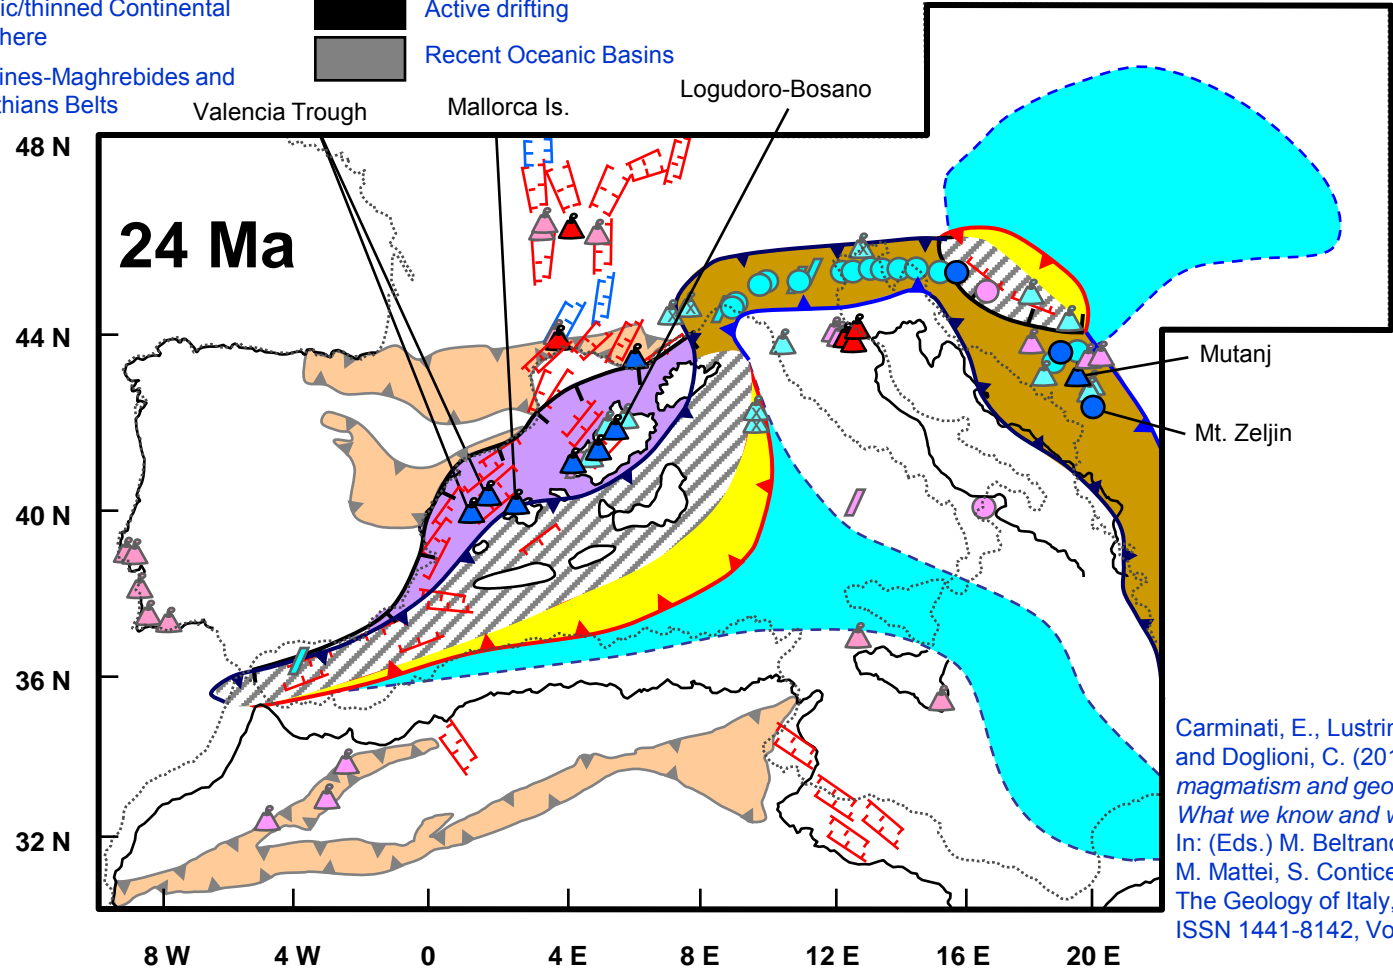 ic/thinned Continental
here
ines-Maghrebides and
thians Belts
Active drifting
Recent Oceanic Basins
Valencia Trough
Mallorca Is.
Logudoro-Bosano
48 N
24 Ma
44 N
Mutanj
Mt. Zeljin
40 N
36 N
32 N
8 W
4 W
0
4 E
8 E
12 E
16 E
20 E
Carminati, E., Lustrin
and Doglioni, C. (201
magmatism and geo
What we know and w
In: (Eds.) M. Beltrand
M. Mattei, S. Contice
The Geology of Italy,
ISSN 1441-8142, Vo